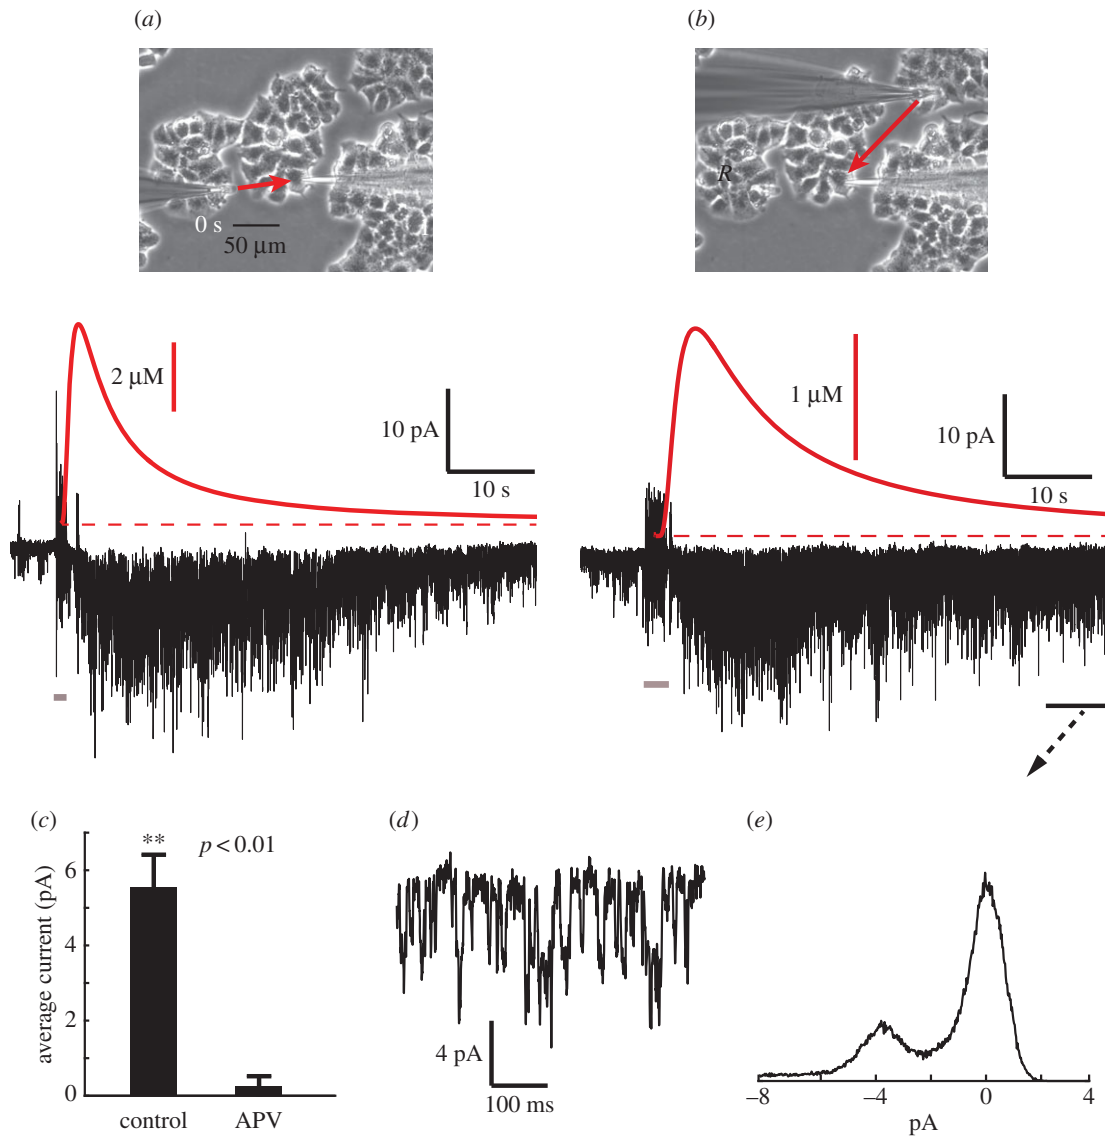 (a)
(b)
R
0 s
50 μm
2 μM
10 pA
10 s
1 μM
10 pA
10 s
(c)
(d)
(e)
** p < 0.01
average current (pA)
6
4
2
0
control
APV
4 pA
100 ms
–8
–4
0
4
pA